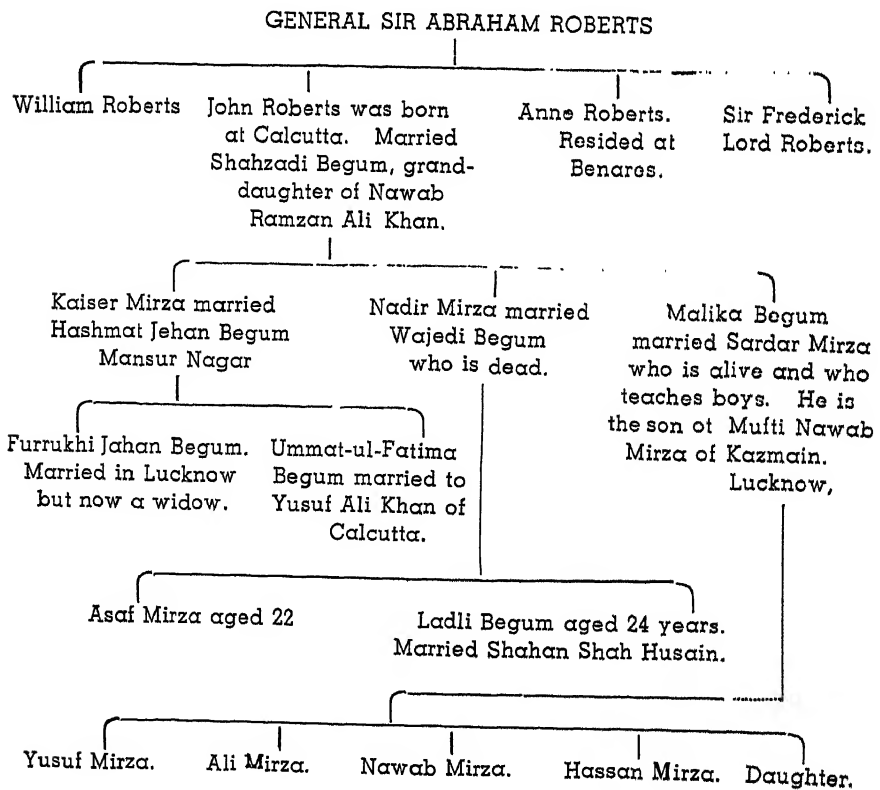 GENERAL SIR ABRAHAM ROBERTS
William Roberts
John Roberts was born
at Calcutta. Married
Shahzadi Begum, grand-
daughter of Nawab
Ramzan Ali Khan.
Anne Roberts.
Resided at
Benares.
Sir Frederick
Lord Roberts.
Kaiser Mirza married
Hashmat Jehan Begum
Mansur Nagar
Nadir Mirza married
Wajedi Begum
who is dead.
Malika Begum
married Sardar Mirza
who is alive and who
teaches boys. He is
the son ot Mufti Nawab
Mirza of Kazmain.
Lucknow,
Furrukhi Jahan Begum.
Married in Lucknow
but now a widow.
Ummat-ul-Fatima
Begum married to
Yusuf Ali Khan of
Calcutta.
Asaf Mirza aged 22
Ladli Begum aged 24 years.
Married Shahan Shah Husain.
Yusuf Mirza.
Ali Mirza.
Nawab Mirza.
Hassan Mirza.
Daughter.